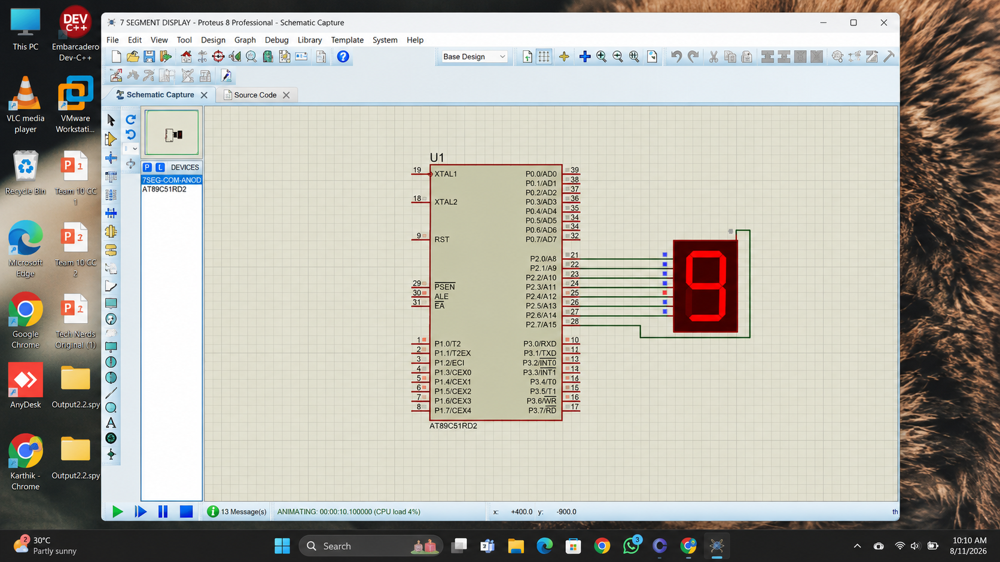 This PC
DEV
C++
Embarcadero
Dev-C++
VLC media
player
VMware
Workstati...
Recycle Bin
Team 10 CC
1
Microsoft
Edge
Team 10 CC
2
Google
Chrome
Tech Nerds
Original (1)
AnyDesk
Output2.2.spy
Karthik -
Chrome
Output2.2.spy
7 SEGMENT DISPLAY - Proteus 8 Professional - Schematic Capture
File Edit View Tool Design Graph Debug Library Template System Help
Base Design
Schematic Capture
Source Code
P L DEVICES
7SEG-COM-ANOD
AT89C51RD2
U1
19 XTAL1 P0.0/AD0 39
P0.1/AD1 38
P0.2/AD2 37
18 XTAL2 P0.3/AD3 36
P0.4/AD4 35
P0.5/AD5 34
P0.6/AD6 34
9 RST P0.7/AD7 32
P2.0/A8 21
P2.1/A9 22
P2.2/A10 23
29 PSEN P2.3/A11 24
30 ALE P2.4/A12 25
31 EA P2.5/A13 26
P2.6/A14 27
P2.7/A15 28
1 P1.0/T2 P3.0/RXD 10
2 P1.1/T2EX P3.1/TXD
3 P1.2/ECI P3.2/INT0 13
4 P1.3/CEX0 P3.3/INT1
5 P1.4/CEX1 P3.4/T0 14
6 P1.5/CEX2 P3.5/T1 15
7 P1.6/CEX3 P3.6/WR 16
8 P1.7/CEX4 P3.7/RD 17
AT89C51RD2
9
13 Message(s)
ANIMATING: 00:00:10.100000 (CPU load 4%)
x: +400.0 y: -900.0
th
2
30°C
Partly sunny
Search
3
10:10 AM
8/11/2026